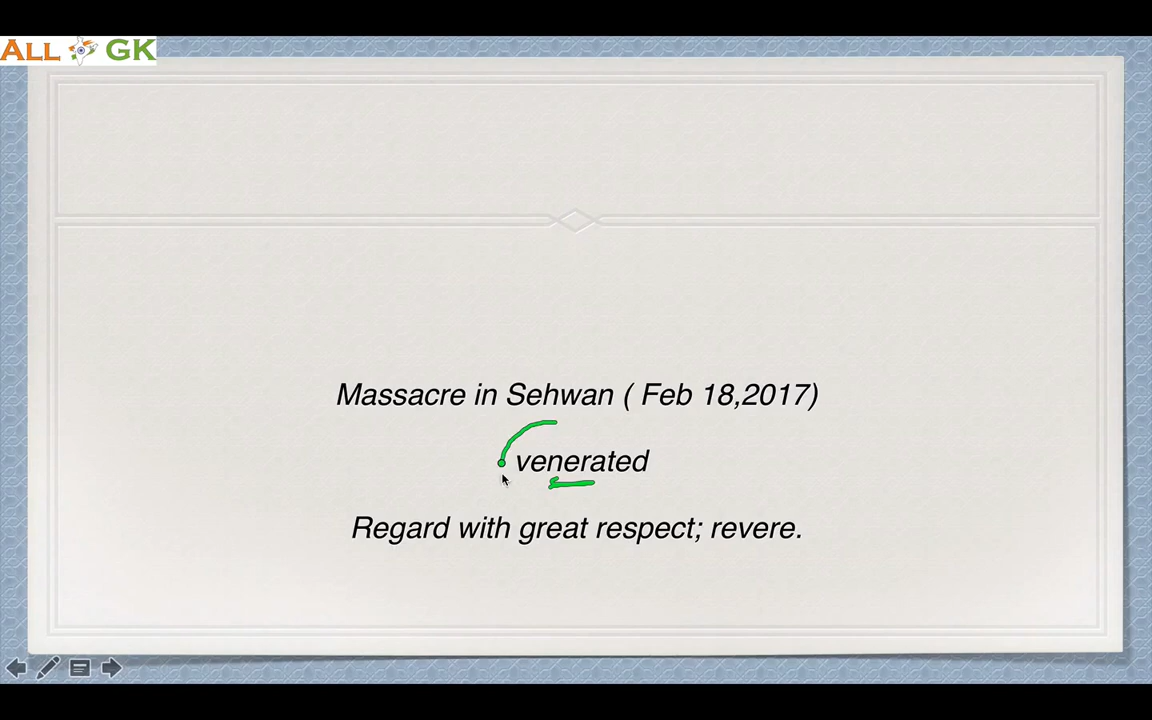 ALL GK
Massacre in Sehwan ( Feb 18,2017)
venerated
Regard with great respect; revere.